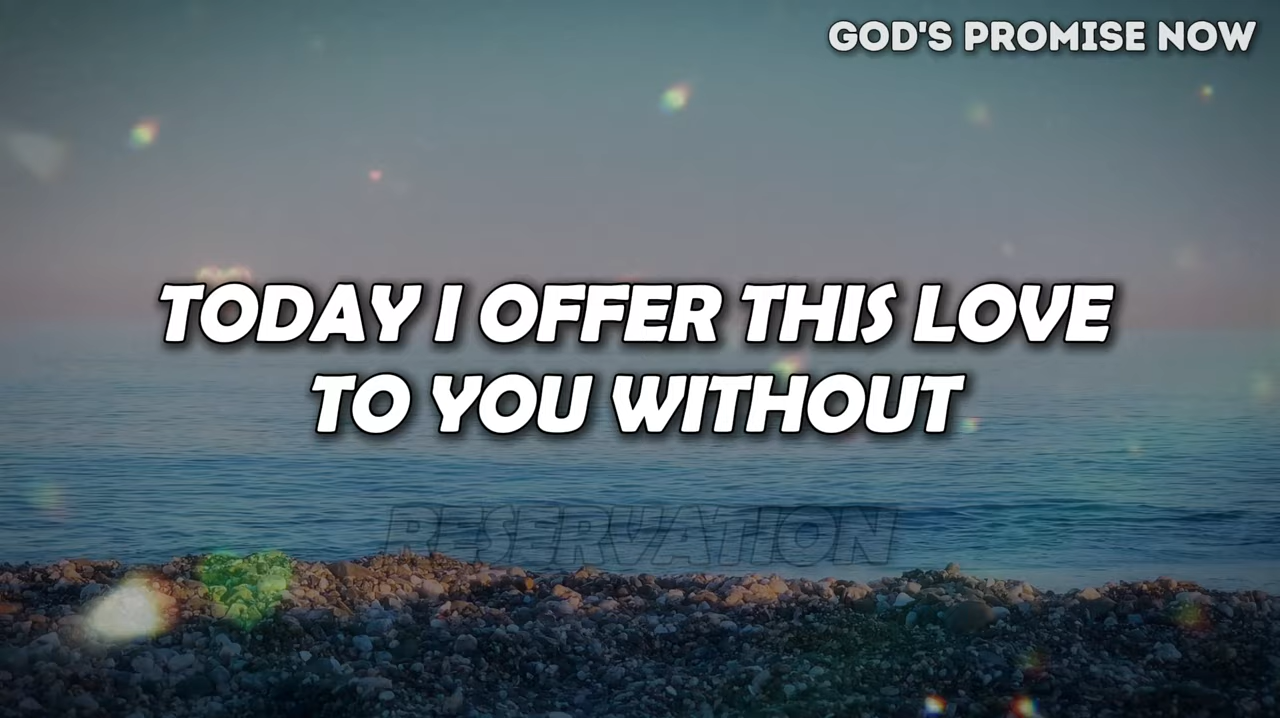 GOD'S PROMISE NOW
TODAY I OFFER THIS LOVE
TO YOU WITHOUT
RESERVATION